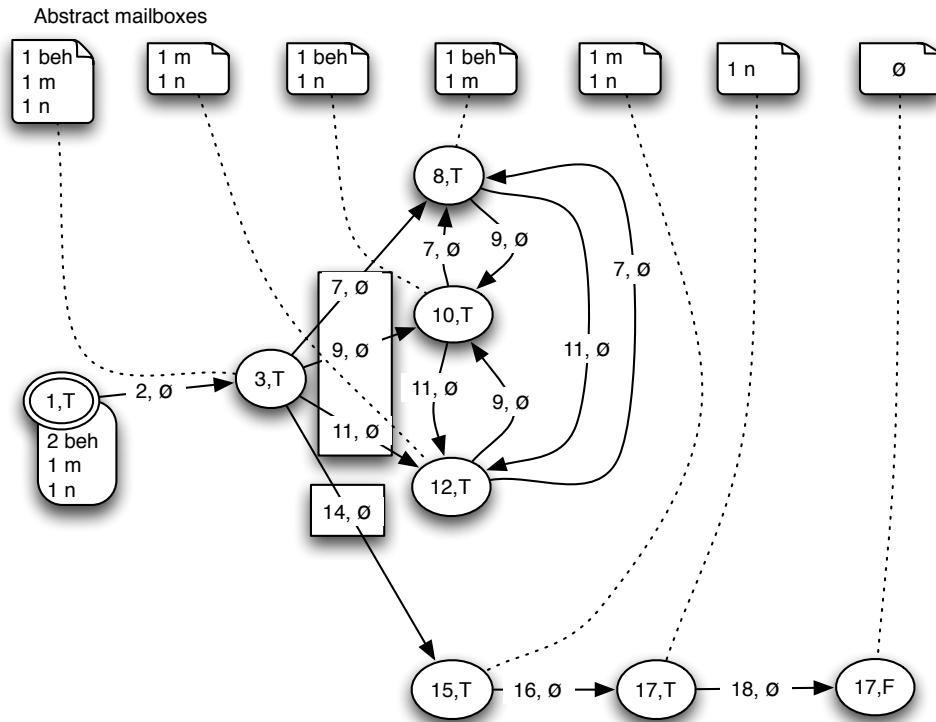 Abstract mailboxes
1 beh
1 m
1 n
1 m
1 n
1 beh
1 n
1 beh
1 m
1 m
1 n
1 n
Ø
8,T
7, Ø
9, Ø
7, Ø
7, Ø
10,T
9, Ø
11, Ø
3,T
2, Ø
1,T
11, Ø
9, Ø
11, Ø
2 beh
1 m
1 n
12,T
14, Ø
15,T
16, Ø
17,T
18, Ø
17,F